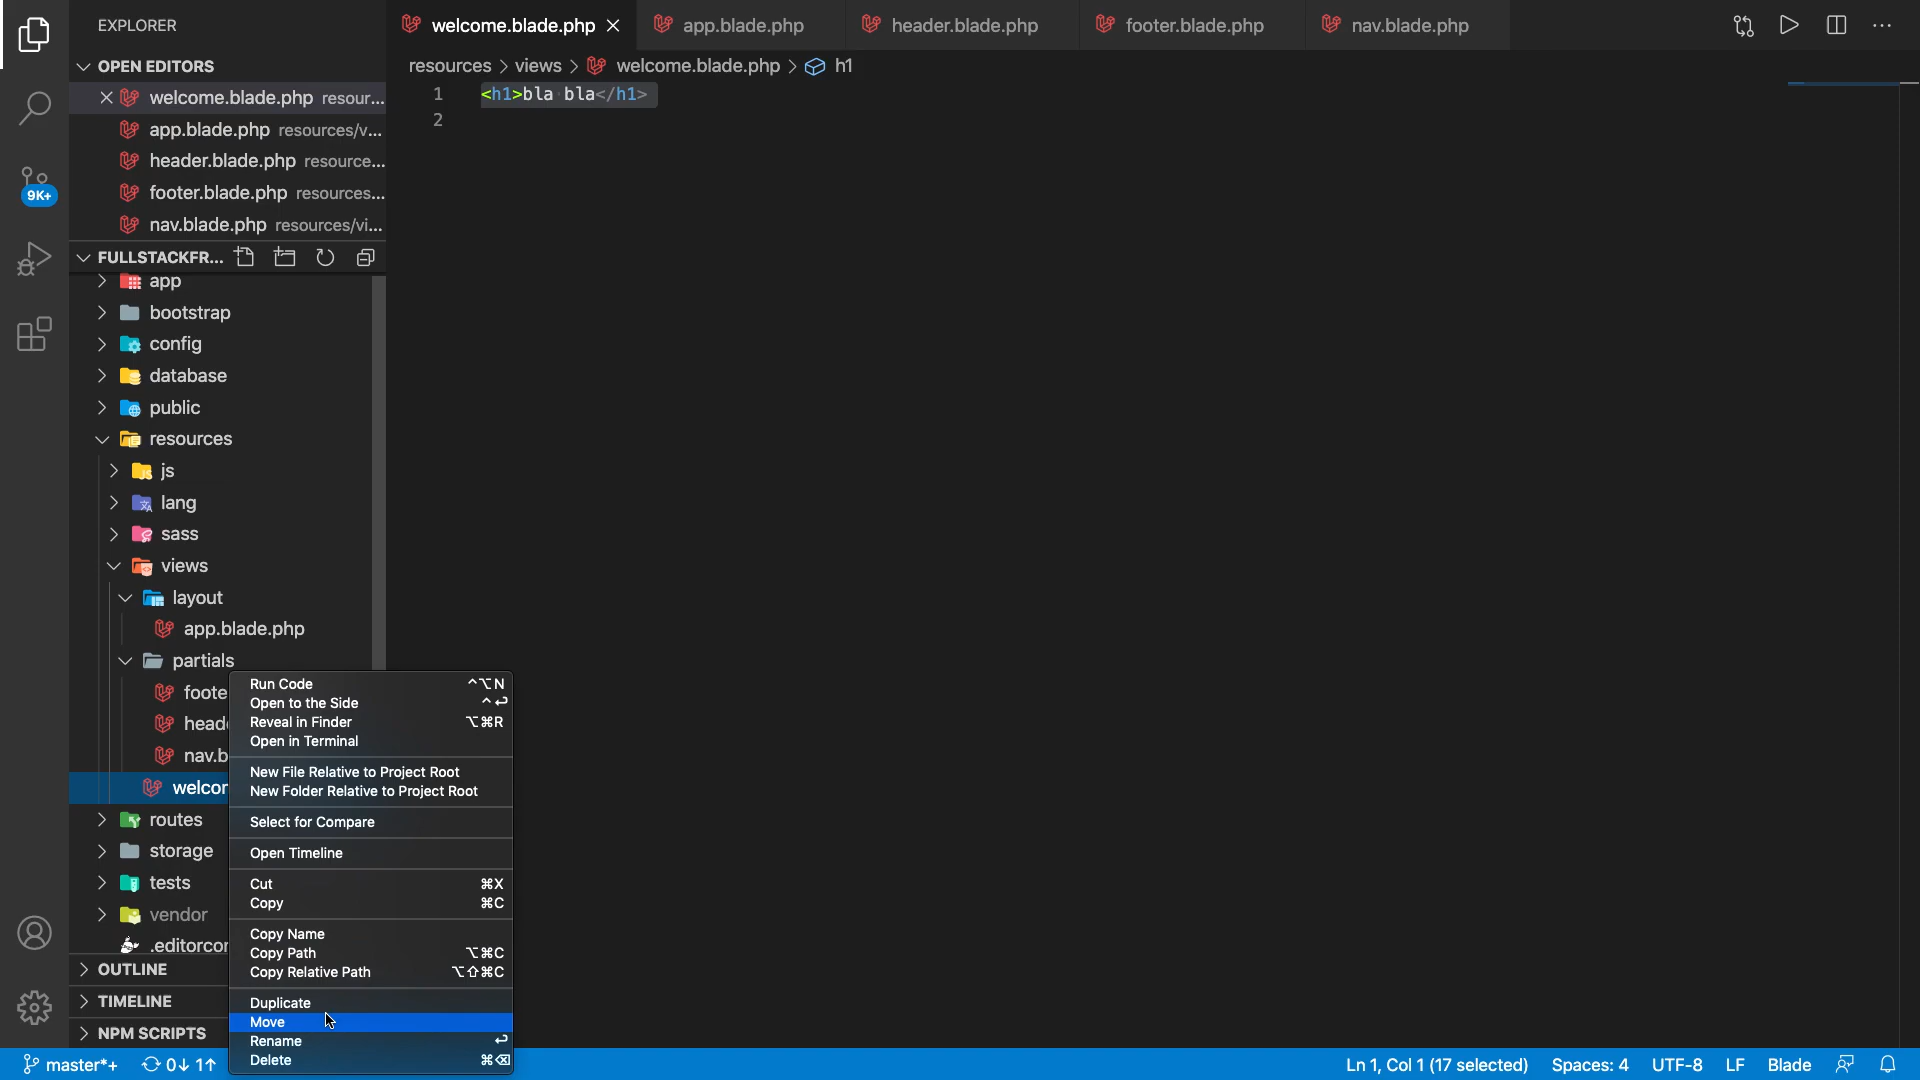 EXPLORER
OPEN EDITORS
welcome.blade.php resour...
app.blade.php resources/v...
header.blade.php resource...
footer.blade.php resources...
nav.blade.php resources/vi...
FULLSTACKFR...
app
bootstrap
config
database
public
resources
js
lang
sass
views
layout
app.blade.php
partials
foote
head
nav.b
welcor
routes
storage
tests
vendor
.editorcor
OUTLINE
TIMELINE
NPM SCRIPTS
9K+
welcome.blade.php
app.blade.php
header.blade.php
footer.blade.php
nav.blade.php
resources > views > welcome.blade.php > h1
1 <h1>bla bla</h1>
2
Run Code ^⌥N
Open to the Side ^↩
Reveal in Finder ⌥⌘R
Open in Terminal
New File Relative to Project Root
New Folder Relative to Project Root
Select for Compare
Open Timeline
Cut ⌘X
Copy ⌘C
Copy Name
Copy Path ⌥⌘C
Copy Relative Path ⌥⇧⌘C
Duplicate
Move
Rename ↩
Delete ⌘⌫
master*+ 0↓ 1↑
Ln 1, Col 1 (17 selected) Spaces: 4 UTF-8 LF Blade